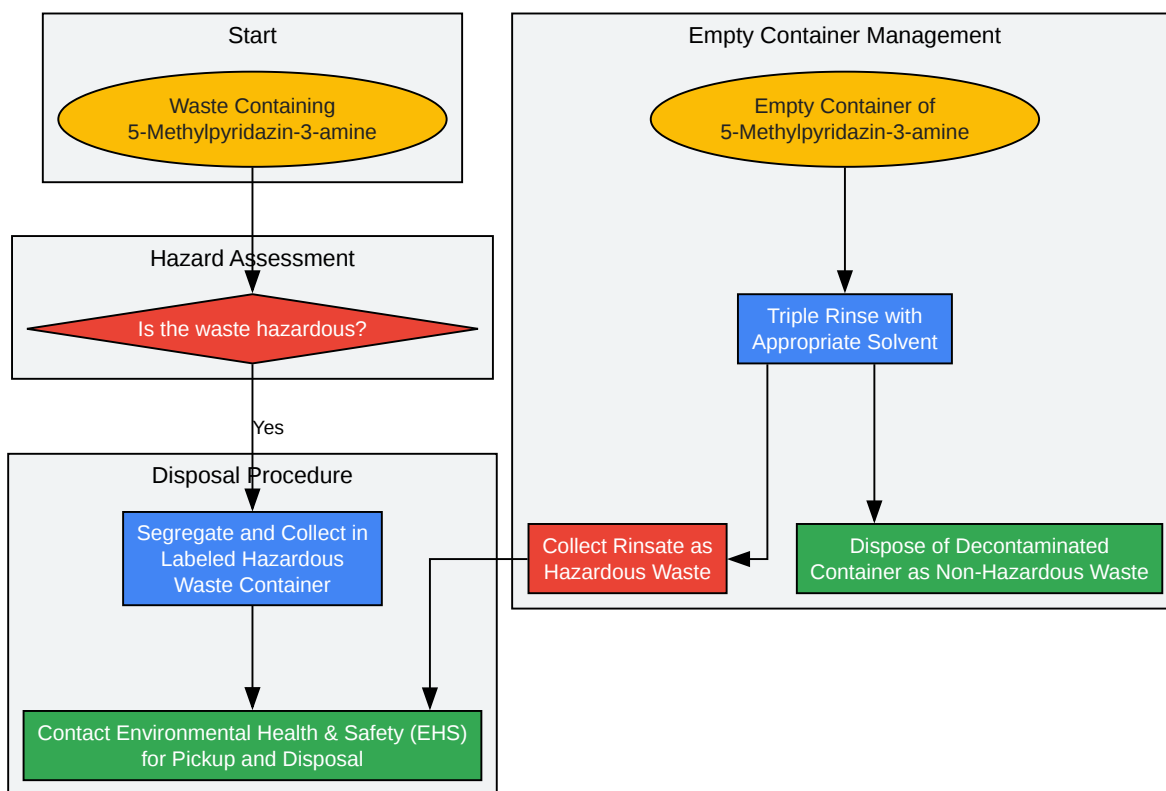 Start
Waste Containing
5-Methylpyridazin-3-amine
Hazard Assessment
Is the waste hazardous?
Yes
Disposal Procedure
Segregate and Collect in
Labeled Hazardous
Waste Container
Contact Environmental Health & Safety (EHS)
for Pickup and Disposal
Empty Container Management
Empty Container of
5-Methylpyridazin-3-amine
Triple Rinse with
Appropriate Solvent
Collect Rinsate as
Hazardous Waste
Dispose of Decontaminated
Container as Non-Hazardous Waste